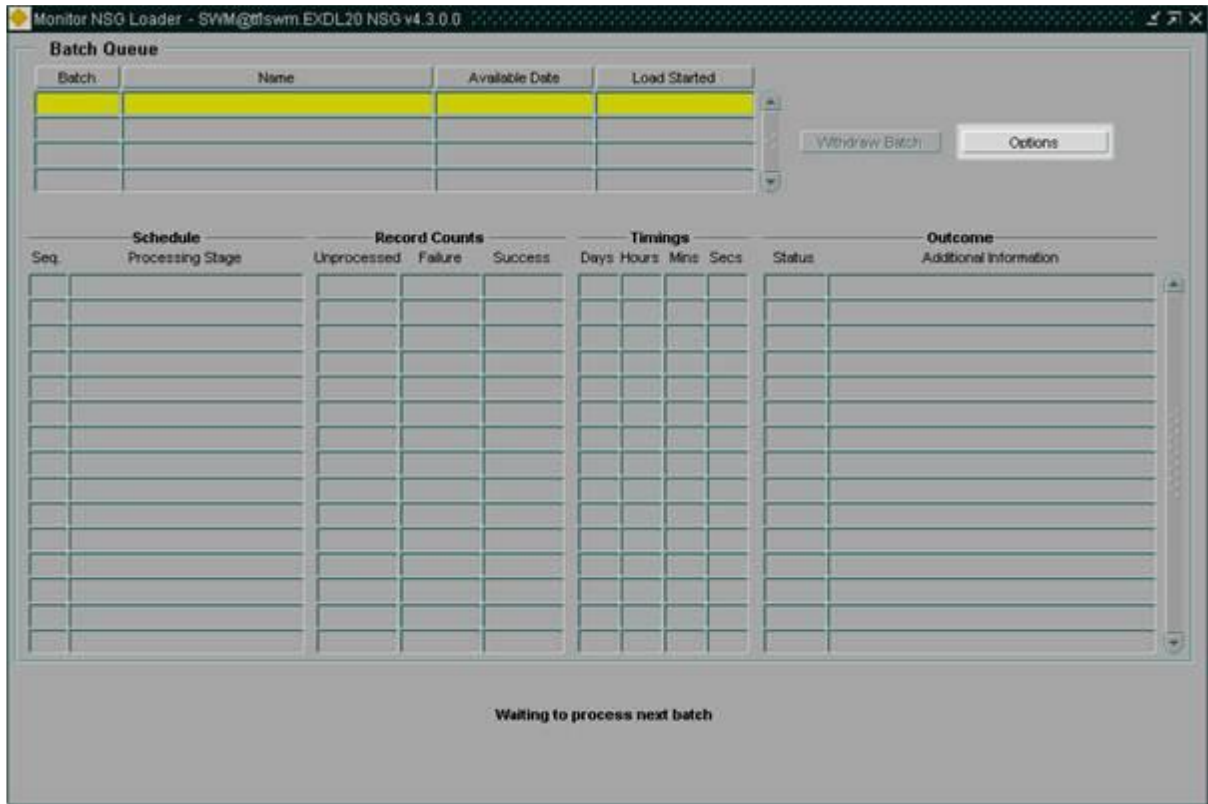 Monitor NSG Loader - SWM@ttlswm.EXDL20 NSG v4.3.0.0
Batch Queue
Batch Name Available Date Load Started
Withdraw Batch Options
Schedule Record Counts Timings Outcome
Seq. Processing Stage Unprocessed Failure Success Days Hours Mins Secs Status Additional Information
Waiting to process next batch